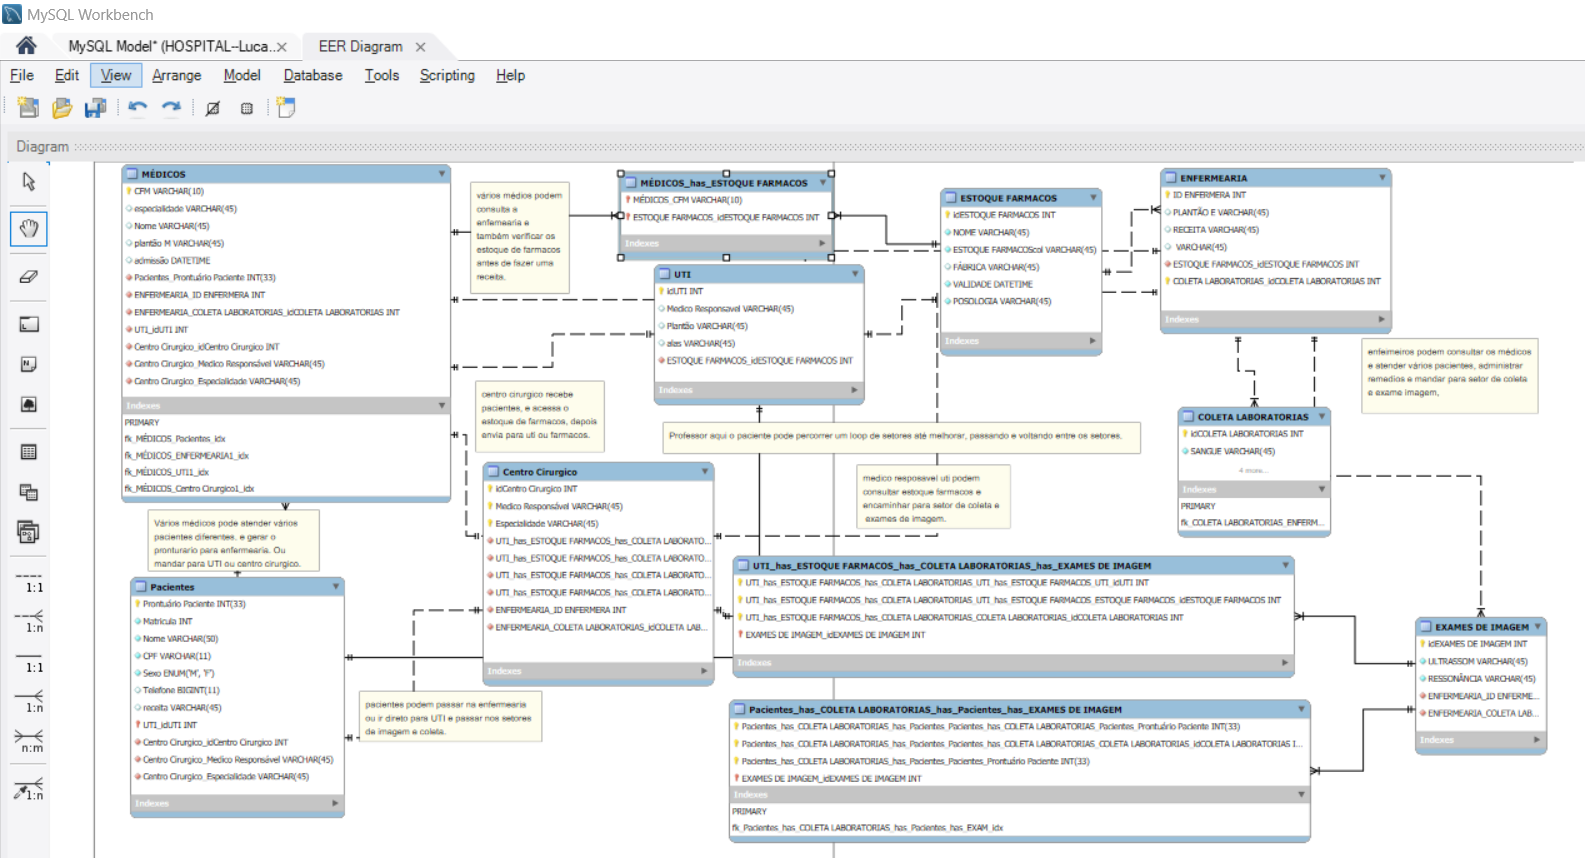 MySQL Workbench
MySQL Model* (HOSPITAL--Luca..
EER Diagram
File Edit View Arrange Model Database Tools Scripting Help
Diagram
1:1
1:n
1:1
1:n
n:m
1:n
MÉDICOS
CFM VARCHAR(10)
especialidade VARCHAR(45)
Nome VARCHAR(45)
plantão M VARCHAR(45)
admissão DATETIME
Pacientes_Prontuário Paciente INT(33)
ENFERMEARIA_ID ENFERMERA INT
ENFERMEARIA_COLETA LABORATORIAS_idCOLETA LABORATORIAS INT
UTI_idUTI INT
Centro Cirurgico_idCentro Cirurgico INT
Centro Cirurgico_Medico Responsável VARCHAR(45)
Centro Cirurgico_Especialidade VARCHAR(45)
Indexes
PRIMARY
fk_MÉDICOS_Pacientes_idx
fk_MÉDICOS_ENFERMEARIA1_idx
fk_MÉDICOS_UTI1_idx
fk_MÉDICOS_Centro Cirurgico1_idx
vários médios podem
consulta a
enfemearia e
também verificar os
estoque de farmacos
antes de fazer uma
receita.
MÉDICOS_has_ESTOQUE FARMACOS
MÉDICOS_CFM VARCHAR(10)
ESTOQUE FARMACOS_idESTOQUE FARMACOS INT
Indexes
UTI
idUTI INT
Medico Responsavel VARCHAR(45)
Plantão VARCHAR(45)
alas VARCHAR(45)
ESTOQUE FARMACOS_idESTOQUE FARMACOS INT
Indexes
ESTOQUE FARMACOS
idESTOQUE FARMACOS INT
NOME VARCHAR(45)
ESTOQUE FARMACOScol VARCHAR(45)
FÁBRICA VARCHAR(45)
VALIDADE DATETIME
POSOLOGIA VARCHAR(45)
Indexes
ENFERMEARIA
ID ENFERMERA INT
PLANTÃO E VARCHAR(45)
RECEITA VARCHAR(45)
VARCHAR(45)
ESTOQUE FARMACOS_idESTOQUE FARMACOS INT
COLETA LABORATORIAS_idCOLETA LABORATORIAS INT
Indexes
enfeimeiros podem consultar os médicos
e atender vários pacientes, administrar
remedios e mandar para setor de coleta
e exame imagem,
centro cirurgico recebe
pacientes, e acessa o
estoque de farmacos, depois
envia para uti ou farmacos.
Professor aqui o paciente pode percorrer um loop de setores até melhorar, passando e voltando entre os setores.
COLETA LABORATORIAS
idCOLETA LABORATORIAS INT
SANGUE VARCHAR(45)
4 more...
Indexes
PRIMARY
fk_COLETA LABORATORIAS_ENFERM...
Centro Cirurgico
idCentro Cirurgico INT
Medico Responsável VARCHAR(45)
Especialidade VARCHAR(45)
UTI_has_ESTOQUE FARMACOS_has_COLETA LABORATO...
UTI_has_ESTOQUE FARMACOS_has_COLETA LABORATO...
UTI_has_ESTOQUE FARMACOS_has_COLETA LABORATO...
UTI_has_ESTOQUE FARMACOS_has_COLETA LABORATO...
ENFERMEARIA_ID ENFERMERA INT
ENFERMEARIA_COLETA LABORATORIAS_idCOLETA LAB...
Indexes
medico resposavel uti podem
consultar estoque farmacos e
encaminhar para setor de coleta e
exames de imagem.
Vários médicos pode atender vários
pacientes diferentes. e gerar o
pronturario para enfermearia. Ou
mandar para UTI ou centro cirurgico.
Pacientes
Prontuário Paciente INT(33)
Matricula INT
Nome VARCHAR(50)
CPF VARCHAR(11)
Sexo ENUM('M', 'F')
Telefone BIGINT(11)
receita VARCHAR(45)
UTI_idUTI INT
Centro Cirurgico_idCentro Cirurgico INT
Centro Cirurgico_Medico Responsável VARCHAR(45)
Centro Cirurgico_Especialidade VARCHAR(45)
Indexes
pacientes podem passar na enfermearia
ou ir direto para UTI e passar nos setores
de imagem e coleta.
UTI_has_ESTOQUE FARMACOS_has_COLETA LABORATORIAS_has_EXAMES DE IMAGEM
UTI_has_ESTOQUE FARMACOS_has_COLETA LABORATORIAS_UTI_has_ESTOQUE FARMACOS_UTI_idUTI INT
UTI_has_ESTOQUE FARMACOS_has_COLETA LABORATORIAS_UTI_has_ESTOQUE FARMACOS_ESTOQUE FARMACOS_idESTOQUE FARMACOS INT
UTI_has_ESTOQUE FARMACOS_has_COLETA LABORATORIAS_COLETA LABORATORIAS_idCOLETA LABORATORIAS INT
EXAMES DE IMAGEM_idEXAMES DE IMAGEM INT
Indexes
EXAMES DE IMAGEM
idEXAMES DE IMAGEM INT
ULTRASSOM VARCHAR(45)
RESSONÂNCIA VARCHAR(45)
ENFERMEARIA_ID ENFERME...
ENFERMEARIA_COLETA LAB...
Indexes
Pacientes_has_COLETA LABORATORIAS_has_Pacientes_has_EXAMES DE IMAGEM
Pacientes_has_COLETA LABORATORIAS_has_Pacientes_Pacientes_has_COLETA LABORATORIAS_Pacientes_Prontuário Paciente INT(33)
Pacientes_has_COLETA LABORATORIAS_has_Pacientes_Pacientes_has_COLETA LABORATORIAS_COLETA LABORATORIAS_idCOLETA LABORATORIAS I...
Pacientes_has_COLETA LABORATORIAS_has_Pacientes_Pacientes_Prontuário Paciente INT(33)
EXAMES DE IMAGEM_idEXAMES DE IMAGEM INT
Indexes
PRIMARY
fk_Pacientes_has_COLETA LABORATORIAS_has_Pacientes_has_EXAM_idx